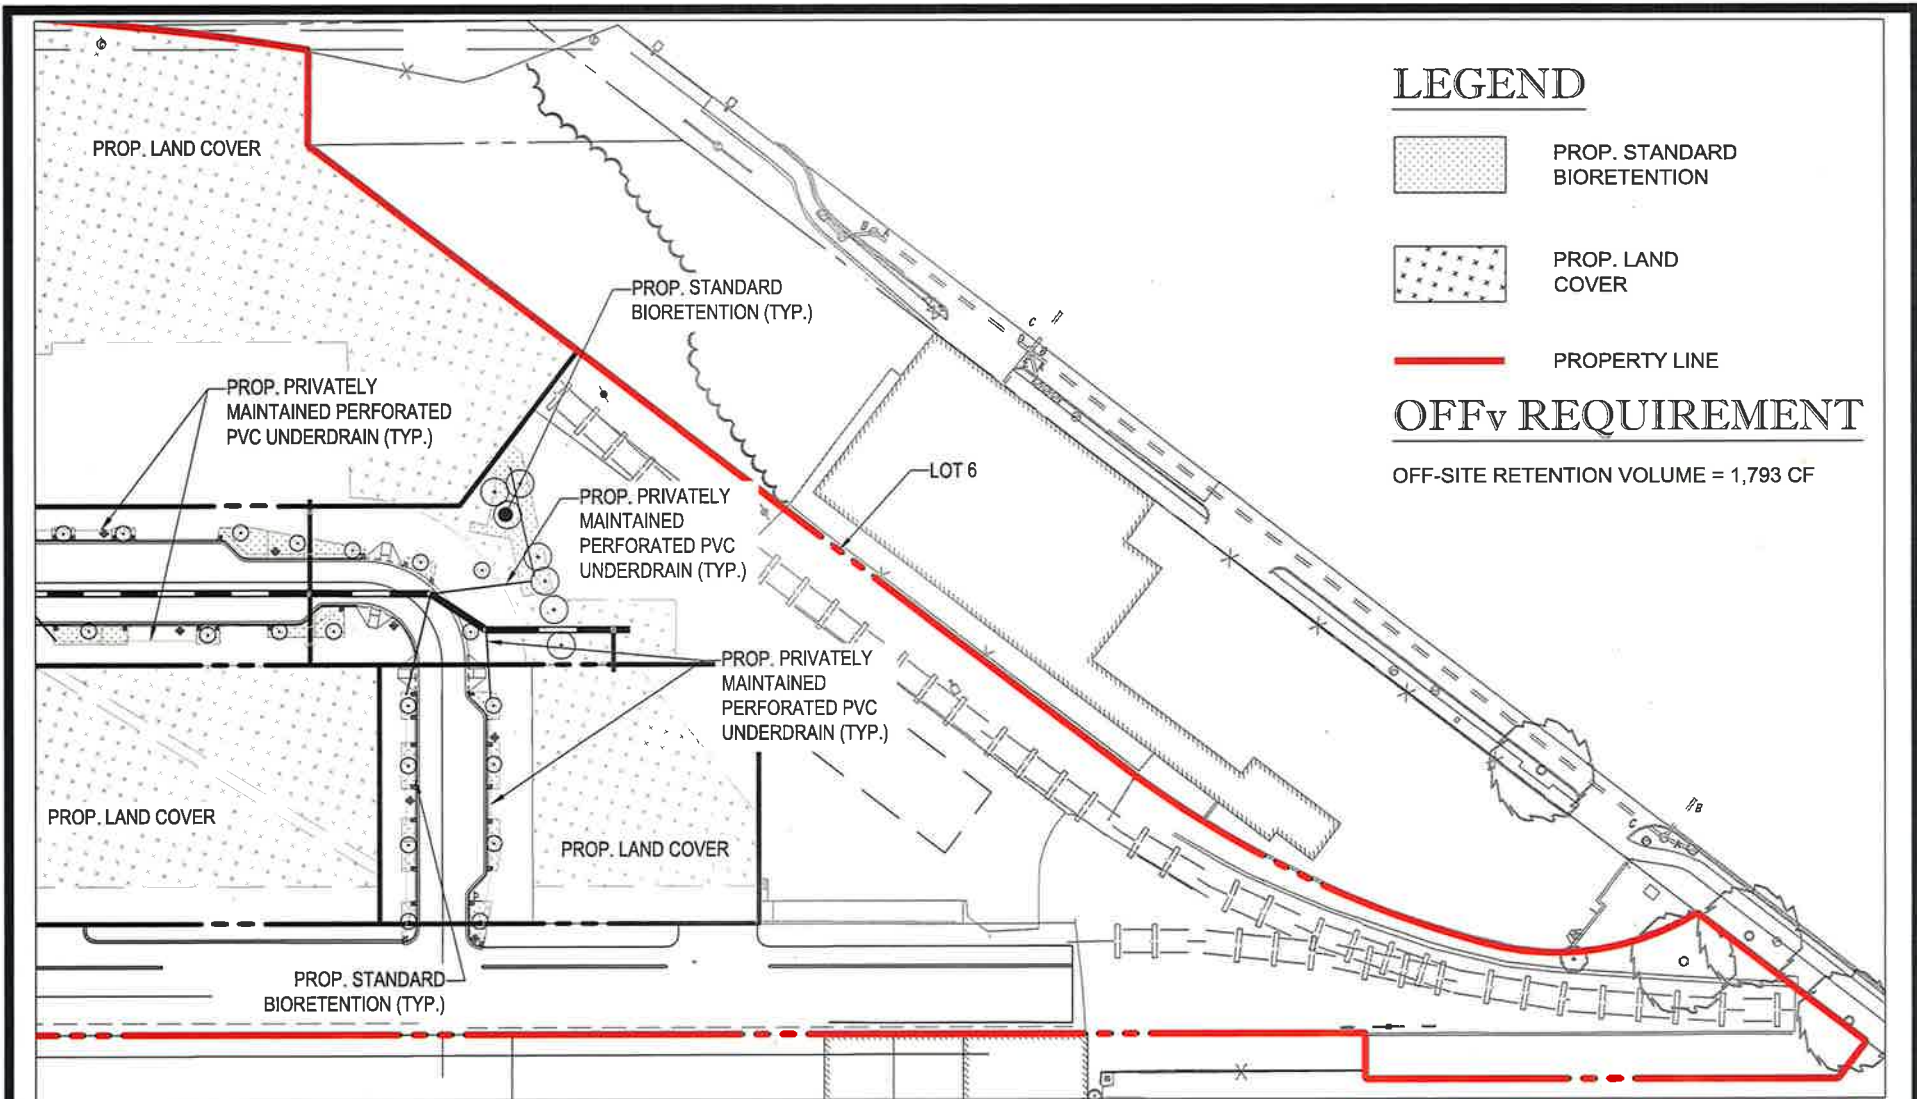 LEGEND
PROP. STANDARD
BIORETENTION
PROP. LAND
COVER
PROPERTY LINE
OFFv REQUIREMENT
OFF-SITE RETENTION VOLUME = 1,793 CF
PROP. LAND COVER
PROP. STANDARD
BIORETENTION (TYP.)
PROP. PRIVATELY
MAINTAINED PERFORATED
PVC UNDERDRAIN (TYP.)
LOT 6
PROP. PRIVATELY
MAINTAINED
PERFORATED PVC
UNDERDRAIN (TYP.)
PROP. PRIVATELY
MAINTAINED
PERFORATED PVC
UNDERDRAIN (TYP.)
PROP. LAND COVER
PROP. LAND COVER
PROP. STANDARD
BIORETENTION (TYP.)
C
B
C